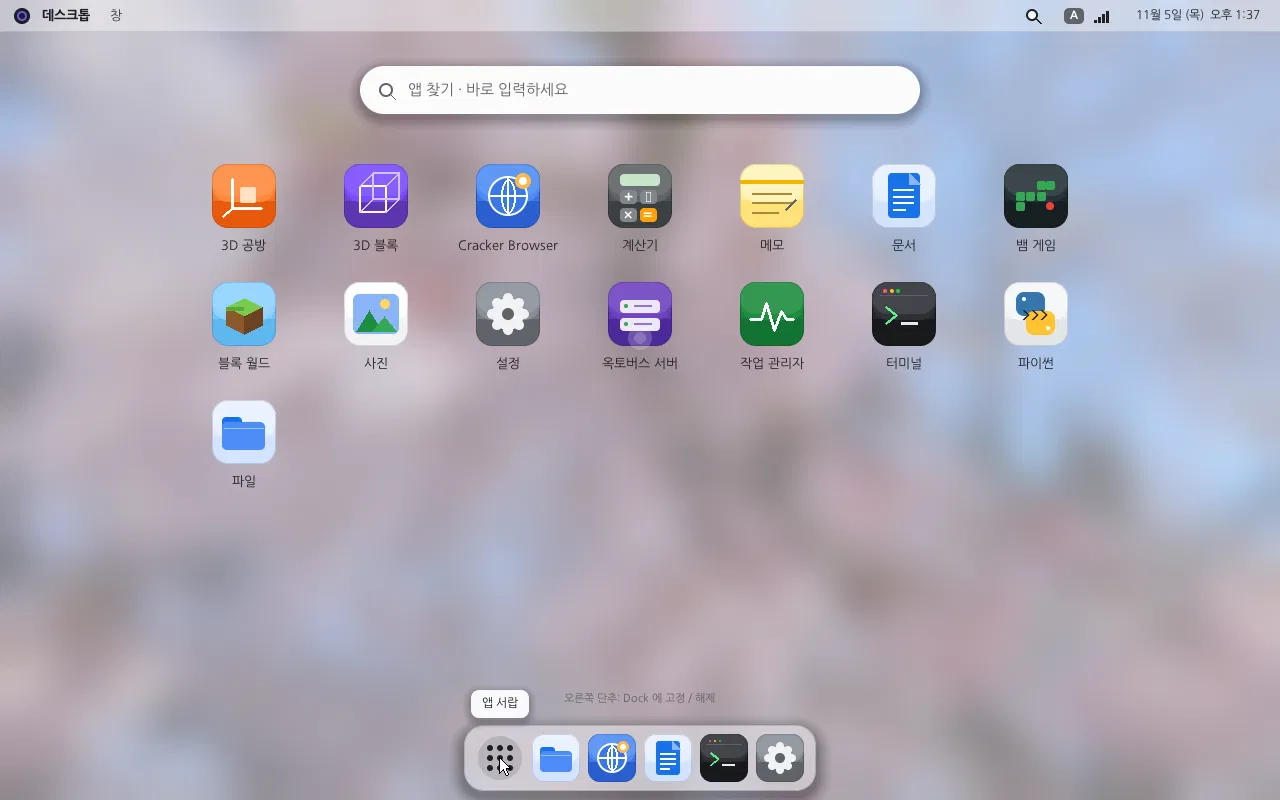 데스크톱 창 A 11월 5일 (목) 오후 1:37
앱 찾기 · 바로 입력하세요
3D 공방 3D 블록 Cracker Browser 계산기 메모 문서 뱀 게임
블록 월드 사진 설정 옥토버스 서버 작업 관리자 터미널 파이썬
파일
앱 서랍 오른쪽 단추: Dock 에 고정 / 해제